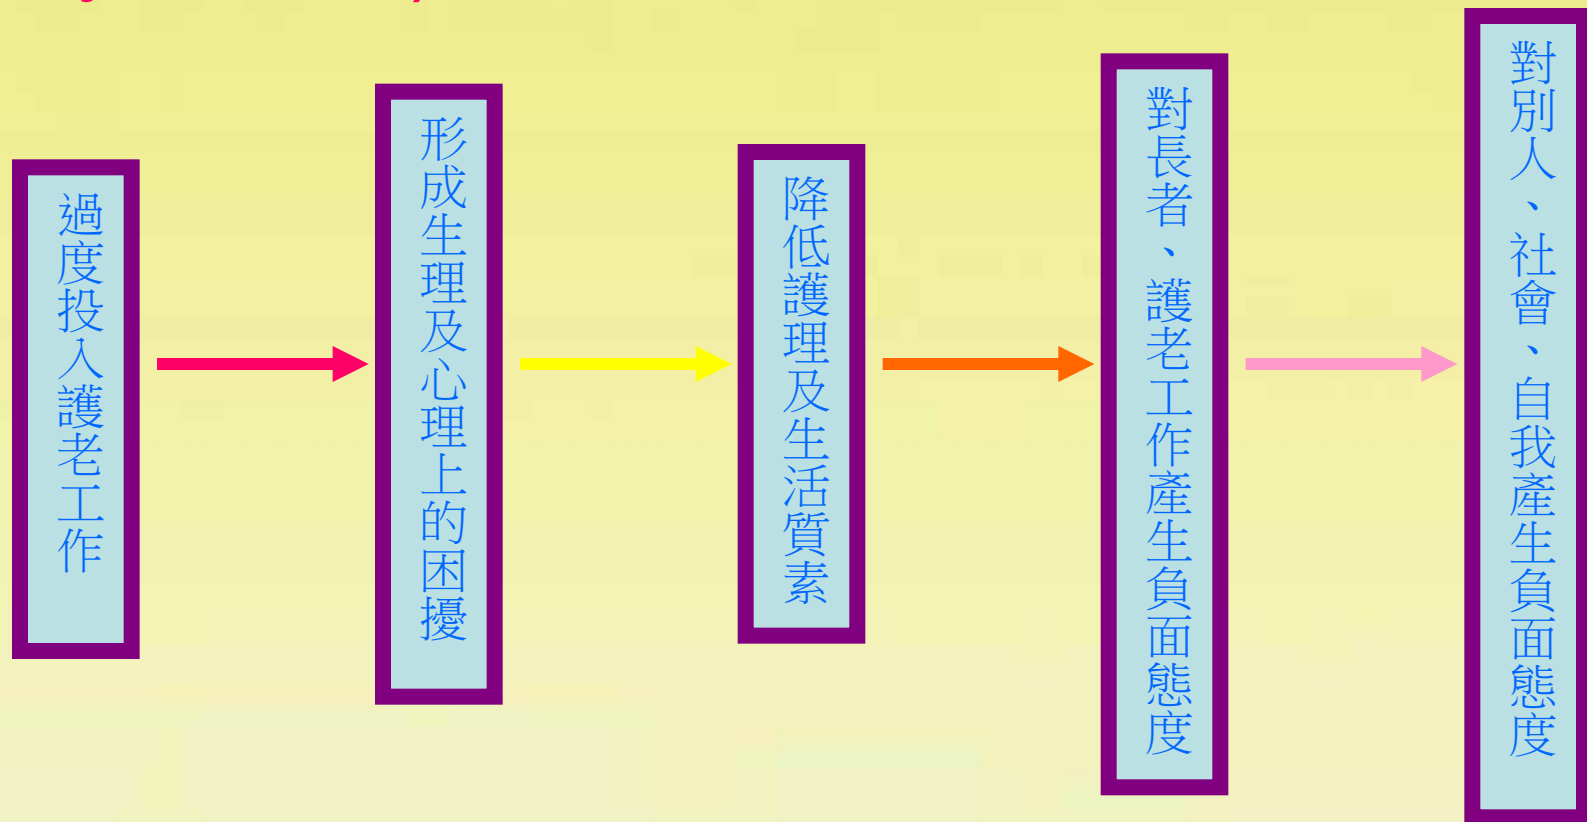 過度投入護老工作
形成生理及心理上的困擾
降低護理及生活質素
對長者、護老工作產生負面態度
對別人、社會、自我產生負面態度